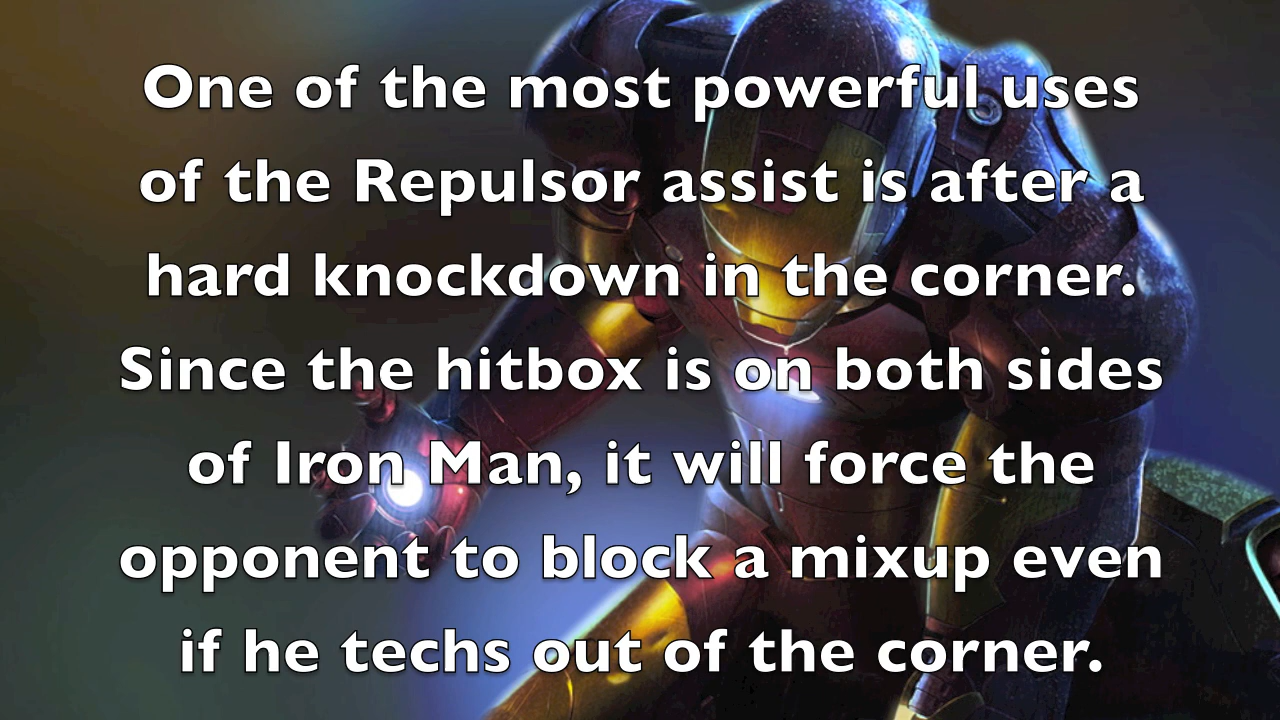 One of the most powerful uses
of the Repulsor assist is after a
hard knockdown in the corner.
Since the hitbox is on both sides
of Iron Man, it will force the
opponent to block a mixup even
if he techs out of the corner.